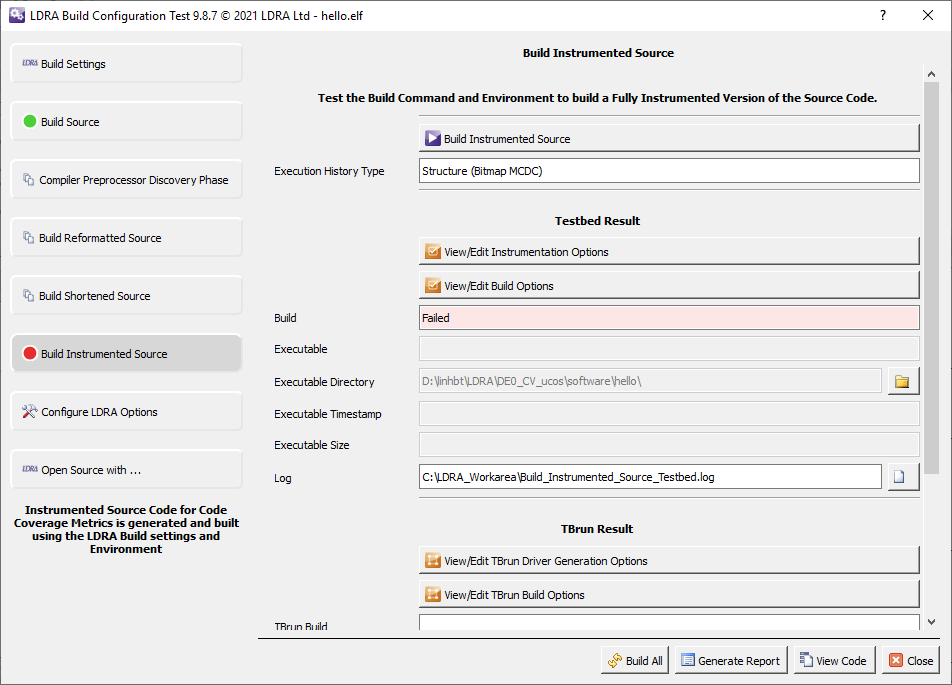 LDRA Build Configuration Test 9.8.7 © 2021 LDRA Ltd - hello.elf
?
LDRA Build Settings
Build Source
Compiler Preprocessor Discovery Phase
Build Reformatted Source
Build Shortened Source
Build Instrumented Source
Configure LDRA Options
LDRA Open Source with ...
Instrumented Source Code for Code
Coverage Metrics is generated and built
using the LDRA Build settings and
Environment
Build Instrumented Source
Test the Build Command and Environment to build a Fully Instrumented Version of the Source Code.
Build Instrumented Source
Execution History Type Structure (Bitmap MCDC)
Testbed Result
View/Edit Instrumentation Options
View/Edit Build Options
Build Failed
Executable
Executable Directory D:\linhbt\LDRA\DE0_CV_ucos\software\hello\
Executable Timestamp
Executable Size
Log C:\LDRA_Workarea\Build_Instrumented_Source_Testbed.log
TBrun Result
View/Edit TBrun Driver Generation Options
View/Edit TBrun Build Options
TBrun Build
Build All Generate Report View Code Close